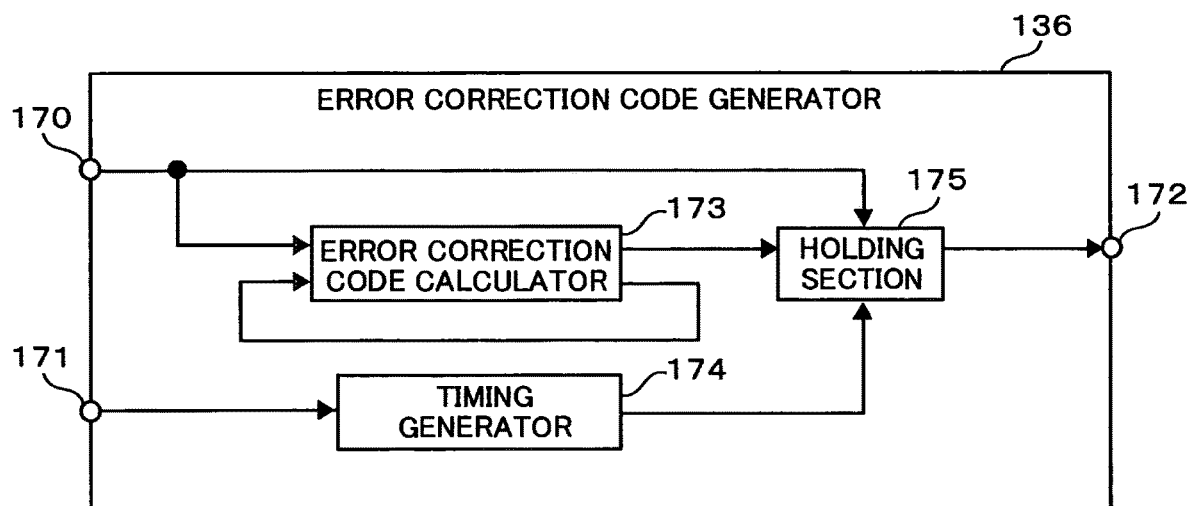 136
ERROR CORRECTION CODE GENERATOR
170
175
172
173
ERROR CORRECTION
CODE CALCULATOR
HOLDING
SECTION
171
174
TIMING
GENERATOR